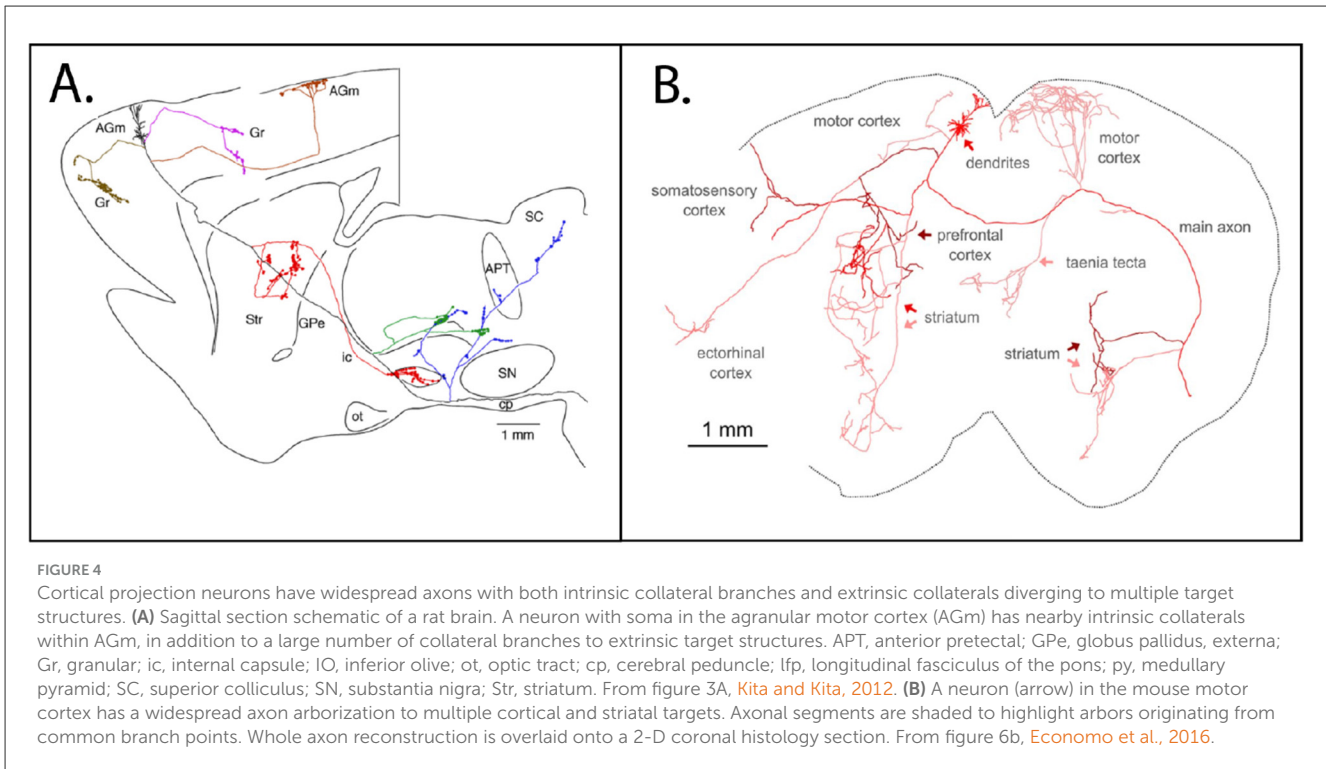 A.
AGm
AGm
Gr
Gr
SC
APT
Str
GPe
ic
SN
cp
ot
1 mm
B.
motor cortex
motor
cortex
dendrites
somatosensory
cortex
main axon
prefrontal
cortex
taenia tecta
striatum
striatum
ectorhinal
cortex
1 mm
FIGURE 4
Cortical projection neurons have widespread axons with both intrinsic collateral branches and extrinsic collaterals diverging to multiple target
structures. (A) Sagittal section schematic of a rat brain. A neuron with soma in the agranular motor cortex (AGm) has nearby intrinsic collaterals
within AGm, in addition to a large number of collateral branches to extrinsic target structures. APT, anterior pretectal; GPe, globus pallidus, externa;
Gr, granular; ic, internal capsule; IO, inferior olive; ot, optic tract; cp, cerebral peduncle; lfp, longitudinal fasciculus of the pons; py, medullary
pyramid; SC, superior colliculus; SN, substantia nigra; Str, striatum. From figure 3A, Kita and Kita, 2012. (B) A neuron (arrow) in the mouse motor
cortex has a widespread axon arborization to multiple cortical and striatal targets. Axonal segments are shaded to highlight arbors originating from
common branch points. Whole axon reconstruction is overlaid onto a 2-D coronal histology section. From figure 6b, Economo et al., 2016.